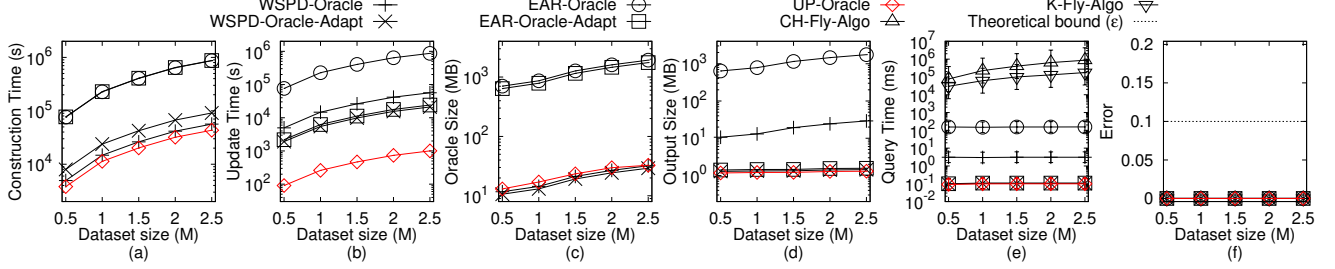 WSPD-Oracle EAR-Oracle UP-Oracle K-Fly-Algo
WSPD-Oracle-Adapt EAR-Oracle-Adapt CH-Fly-Algo Theoretical bound (ε)
Construction Time (s)
10^6
10^5
10^4
0.5 1 1.5 2 2.5
Dataset size (M)
(a)
Update Time (s)
10^6
10^5
10^4
10^3
10^2
0.5 1 1.5 2 2.5
Dataset size (M)
(b)
Oracle Size (MB)
10^3
10^2
10^1
0.5 1 1.5 2 2.5
Dataset size (M)
(c)
Output Size (MB)
10^3
10^2
10^1
10^0
0.5 1 1.5 2 2.5
Dataset size (M)
(d)
Query Time (ms)
10^7
10^6
10^5
10^4
10^3
10^2
10^1
10^0
10^-1
10^-2
0.5 1 1.5 2 2.5
Dataset size (M)
(e)
Error
0.2
0.15
0.1
0.05
0
0.5 1 1.5 2 2.5
Dataset size (M)
(f)